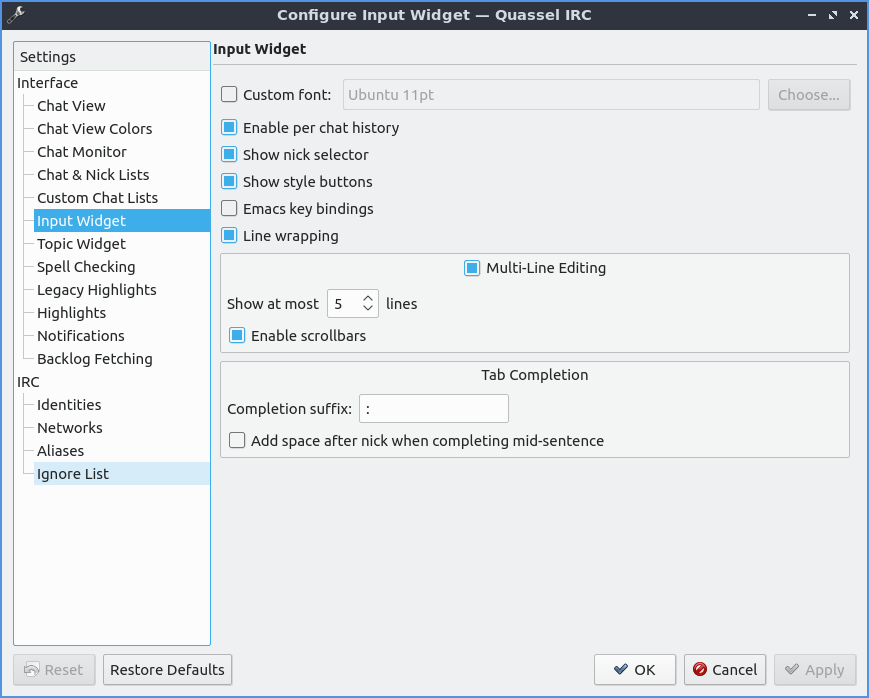 Configure Input Widget — Quassel IRC
Settings
Interface
Chat View
Chat View Colors
Chat Monitor
Chat & Nick Lists
Custom Chat Lists
Input Widget
Topic Widget
Spell Checking
Legacy Highlights
Highlights
Notifications
Backlog Fetching
IRC
Identities
Networks
Aliases
Ignore List
Input Widget
Custom font: Ubuntu 11pt Choose...
Enable per chat history
Show nick selector
Show style buttons
Emacs key bindings
Line wrapping
Multi-Line Editing
Show at most 5 lines
Enable scrollbars
Tab Completion
Completion suffix: :
Add space after nick when completing mid-sentence
Reset Restore Defaults OK Cancel Apply